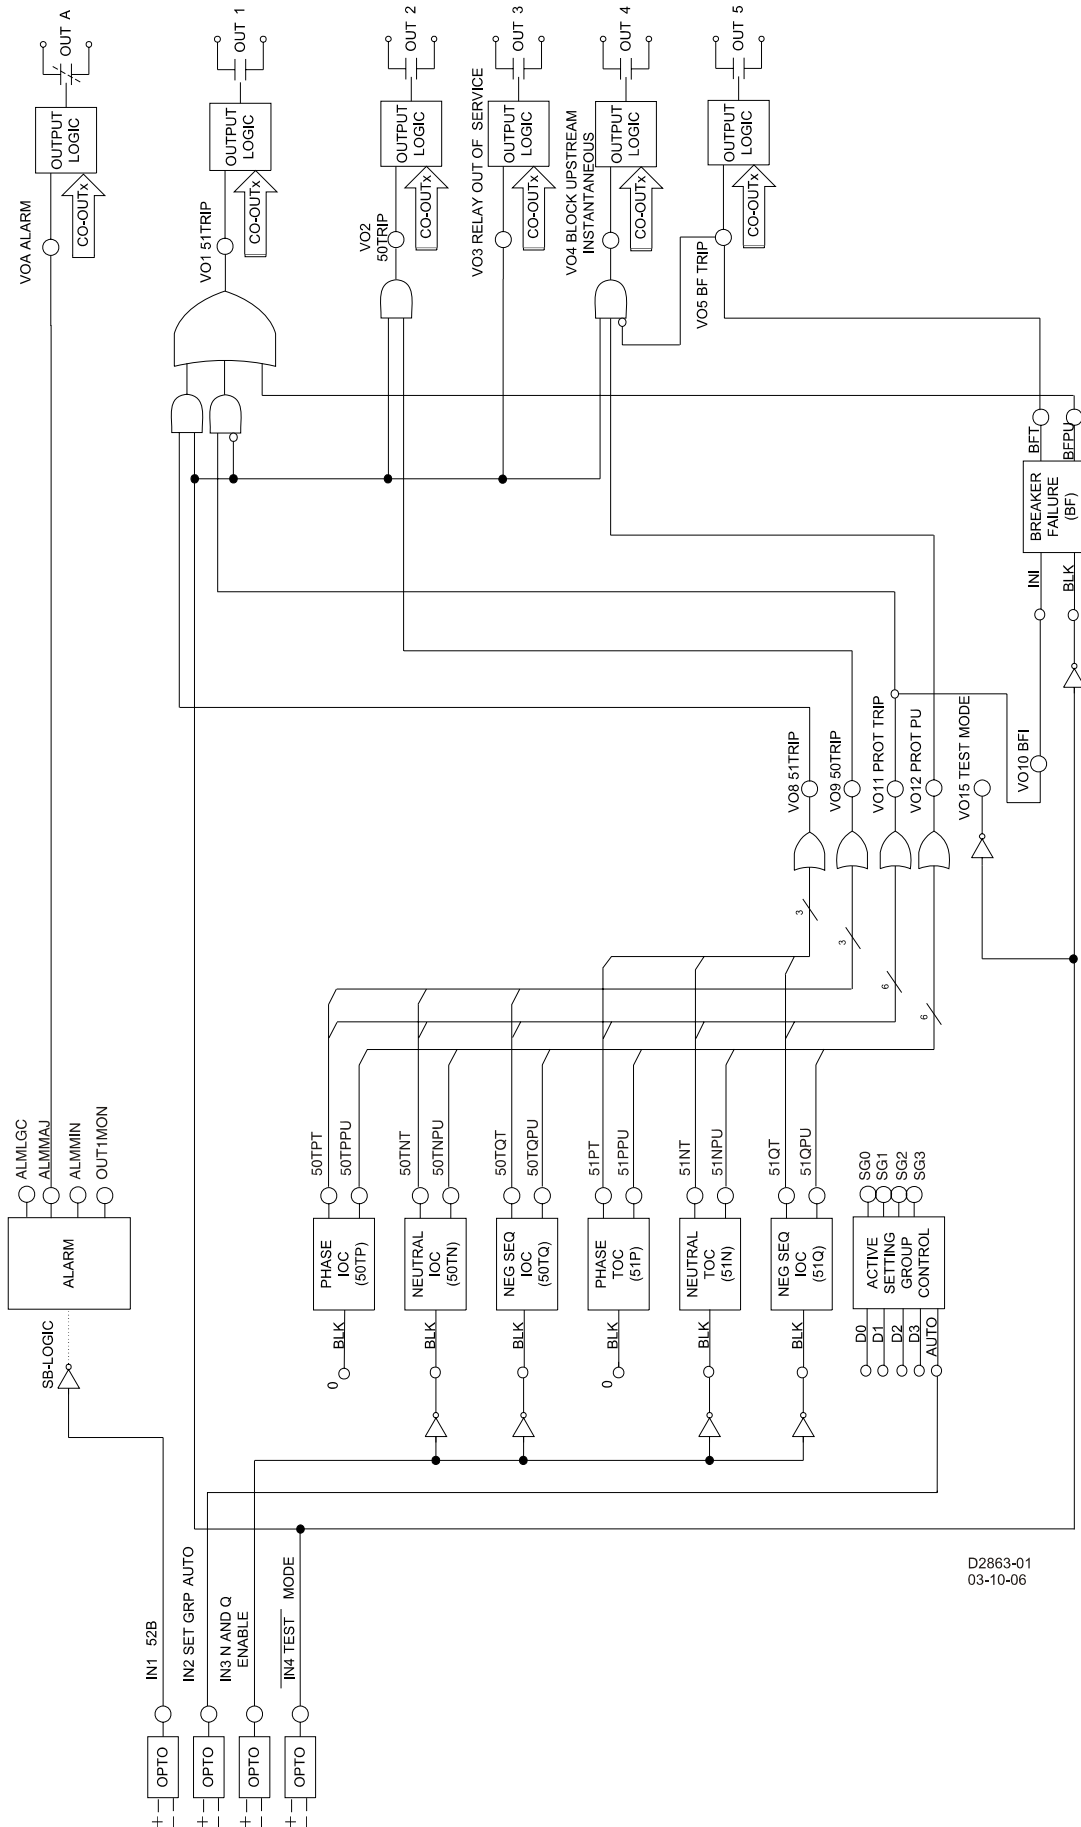 OUT A
OUT 1
OUT 2
OUT 3
OUT 4
OUT 5
OUTPUT
LOGIC
OUTPUT
LOGIC
OUTPUT
LOGIC
OUTPUT
LOGIC
OUTPUT
LOGIC
OUTPUT
LOGIC
CO-OUTx
CO-OUTx
CO-OUTx
CO-OUTx
CO-OUTx
CO-OUTx
VOA ALARM
VO1 51TRIP
VO2
50TRIP
VO3 RELAY OUT OF SERVICE
VO4 BLOCK UPSTREAM
INSTANTANEOUS
VO5 BF TRIP
BFT
BFPU
BREAKER
FAILURE
(BF)
INI
BLK
VO8 51TRIP
VO9 50TRIP
VO11 PROT TRIP
VO12 PROT PU
VO15 TEST MODE
VO10 BFI
3
3
6
6
ALMLGC
ALMMAJ
ALMMIN
OUT1MON
ALARM
SB-LOGIC
50TPT
50TPPU
50TNT
50TNPU
50TQT
50TQPU
51PT
51PPU
51NT
51NPU
51QT
51QPU
SG0
SG1
SG2
SG3
PHASE
IOC
(50TP)
NEUTRAL
IOC
(50TN)
NEG SEQ
IOC
(50TQ)
PHASE
TOC
(51P)
NEUTRAL
TOC
(51N)
NEG SEQ
IOC
(51Q)
ACTIVE
SETTING
GROUP
CONTROL
BLK
BLK
BLK
BLK
BLK
BLK
D0
D1
D2
D3
AUTO
0
0
IN1 52B
IN2 SET GRP AUTO
IN3 N AND Q
ENABLE
IN4 TEST MODE
OPTO
OPTO
OPTO
OPTO
+
–
+
–
+
–
+
–
D2863-01
03-10-06